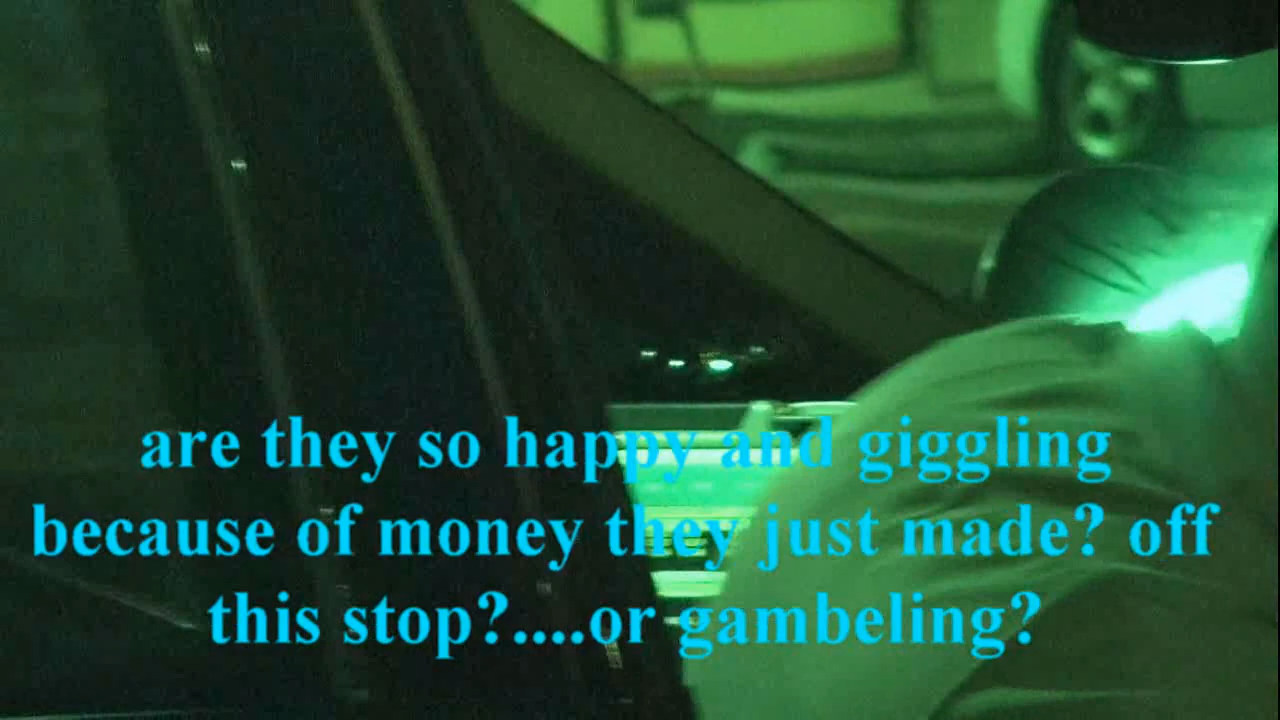 are they so happy and giggling
because of money they just made? off
this stop?....or gambeling?